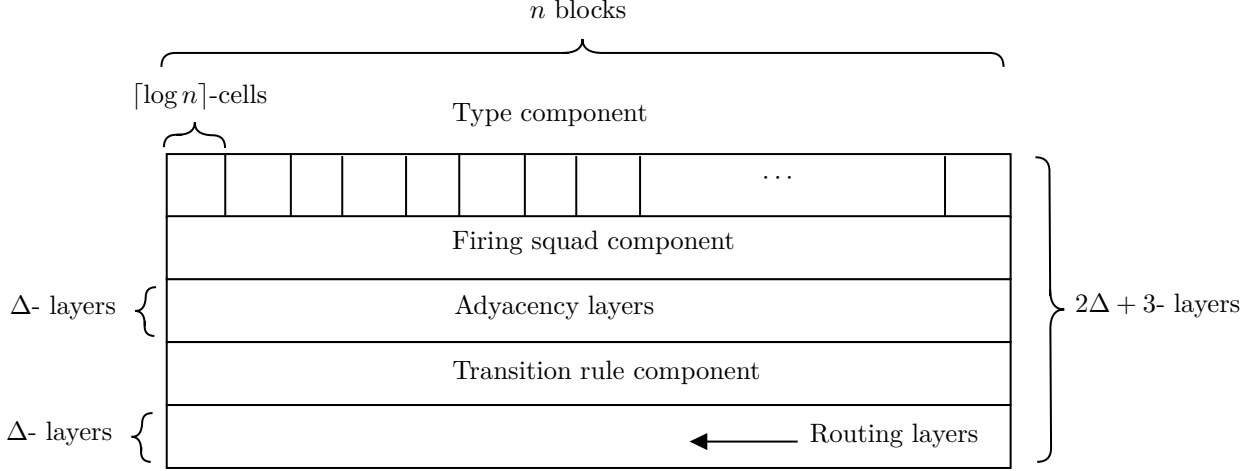 n blocks
⌈log n⌉-cells
Type component
...
Firing squad component
Δ- layers
Adyacency layers
2Δ + 3- layers
Transition rule component
Δ- layers
Routing layers